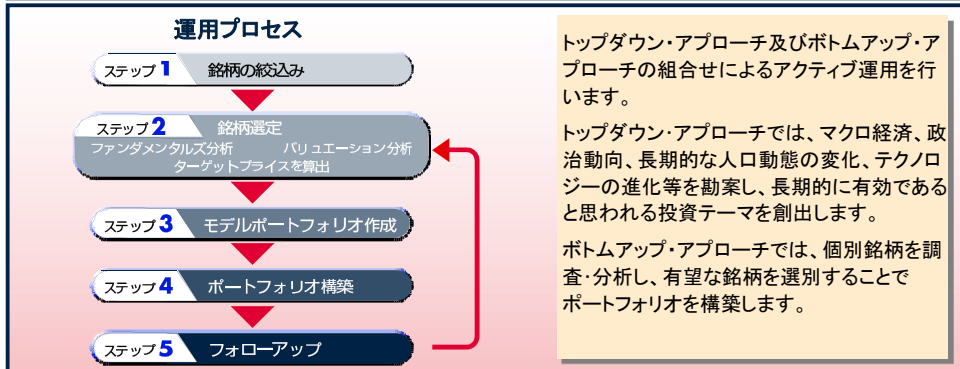 運用プロセス
ステップ 1 銘柄の絞込み
ステップ 2 銘柄選定
ファンダメンタルズ分析 バリュエーション分析
ターゲットプライスを算出
ステップ 3 モデルポートフォリオ作成
ステップ 4 ポートフォリオ構築
ステップ 5 フォローアップ
トップダウン・アプローチ及びボトムアップ・ア
プローチの組合せによるアクティブ運用を行
います。
トップダウン・アプローチでは、マクロ経済、政
治動向、長期的な人口動態の変化、テクノロ
ジーの進化等を勘案し、長期的に有効である
と思われる投資テーマを創出します。
ボトムアップ・アプローチでは、個別銘柄を調
査・分析し、有望な銘柄を選別することで
ポートフォリオを構築します。